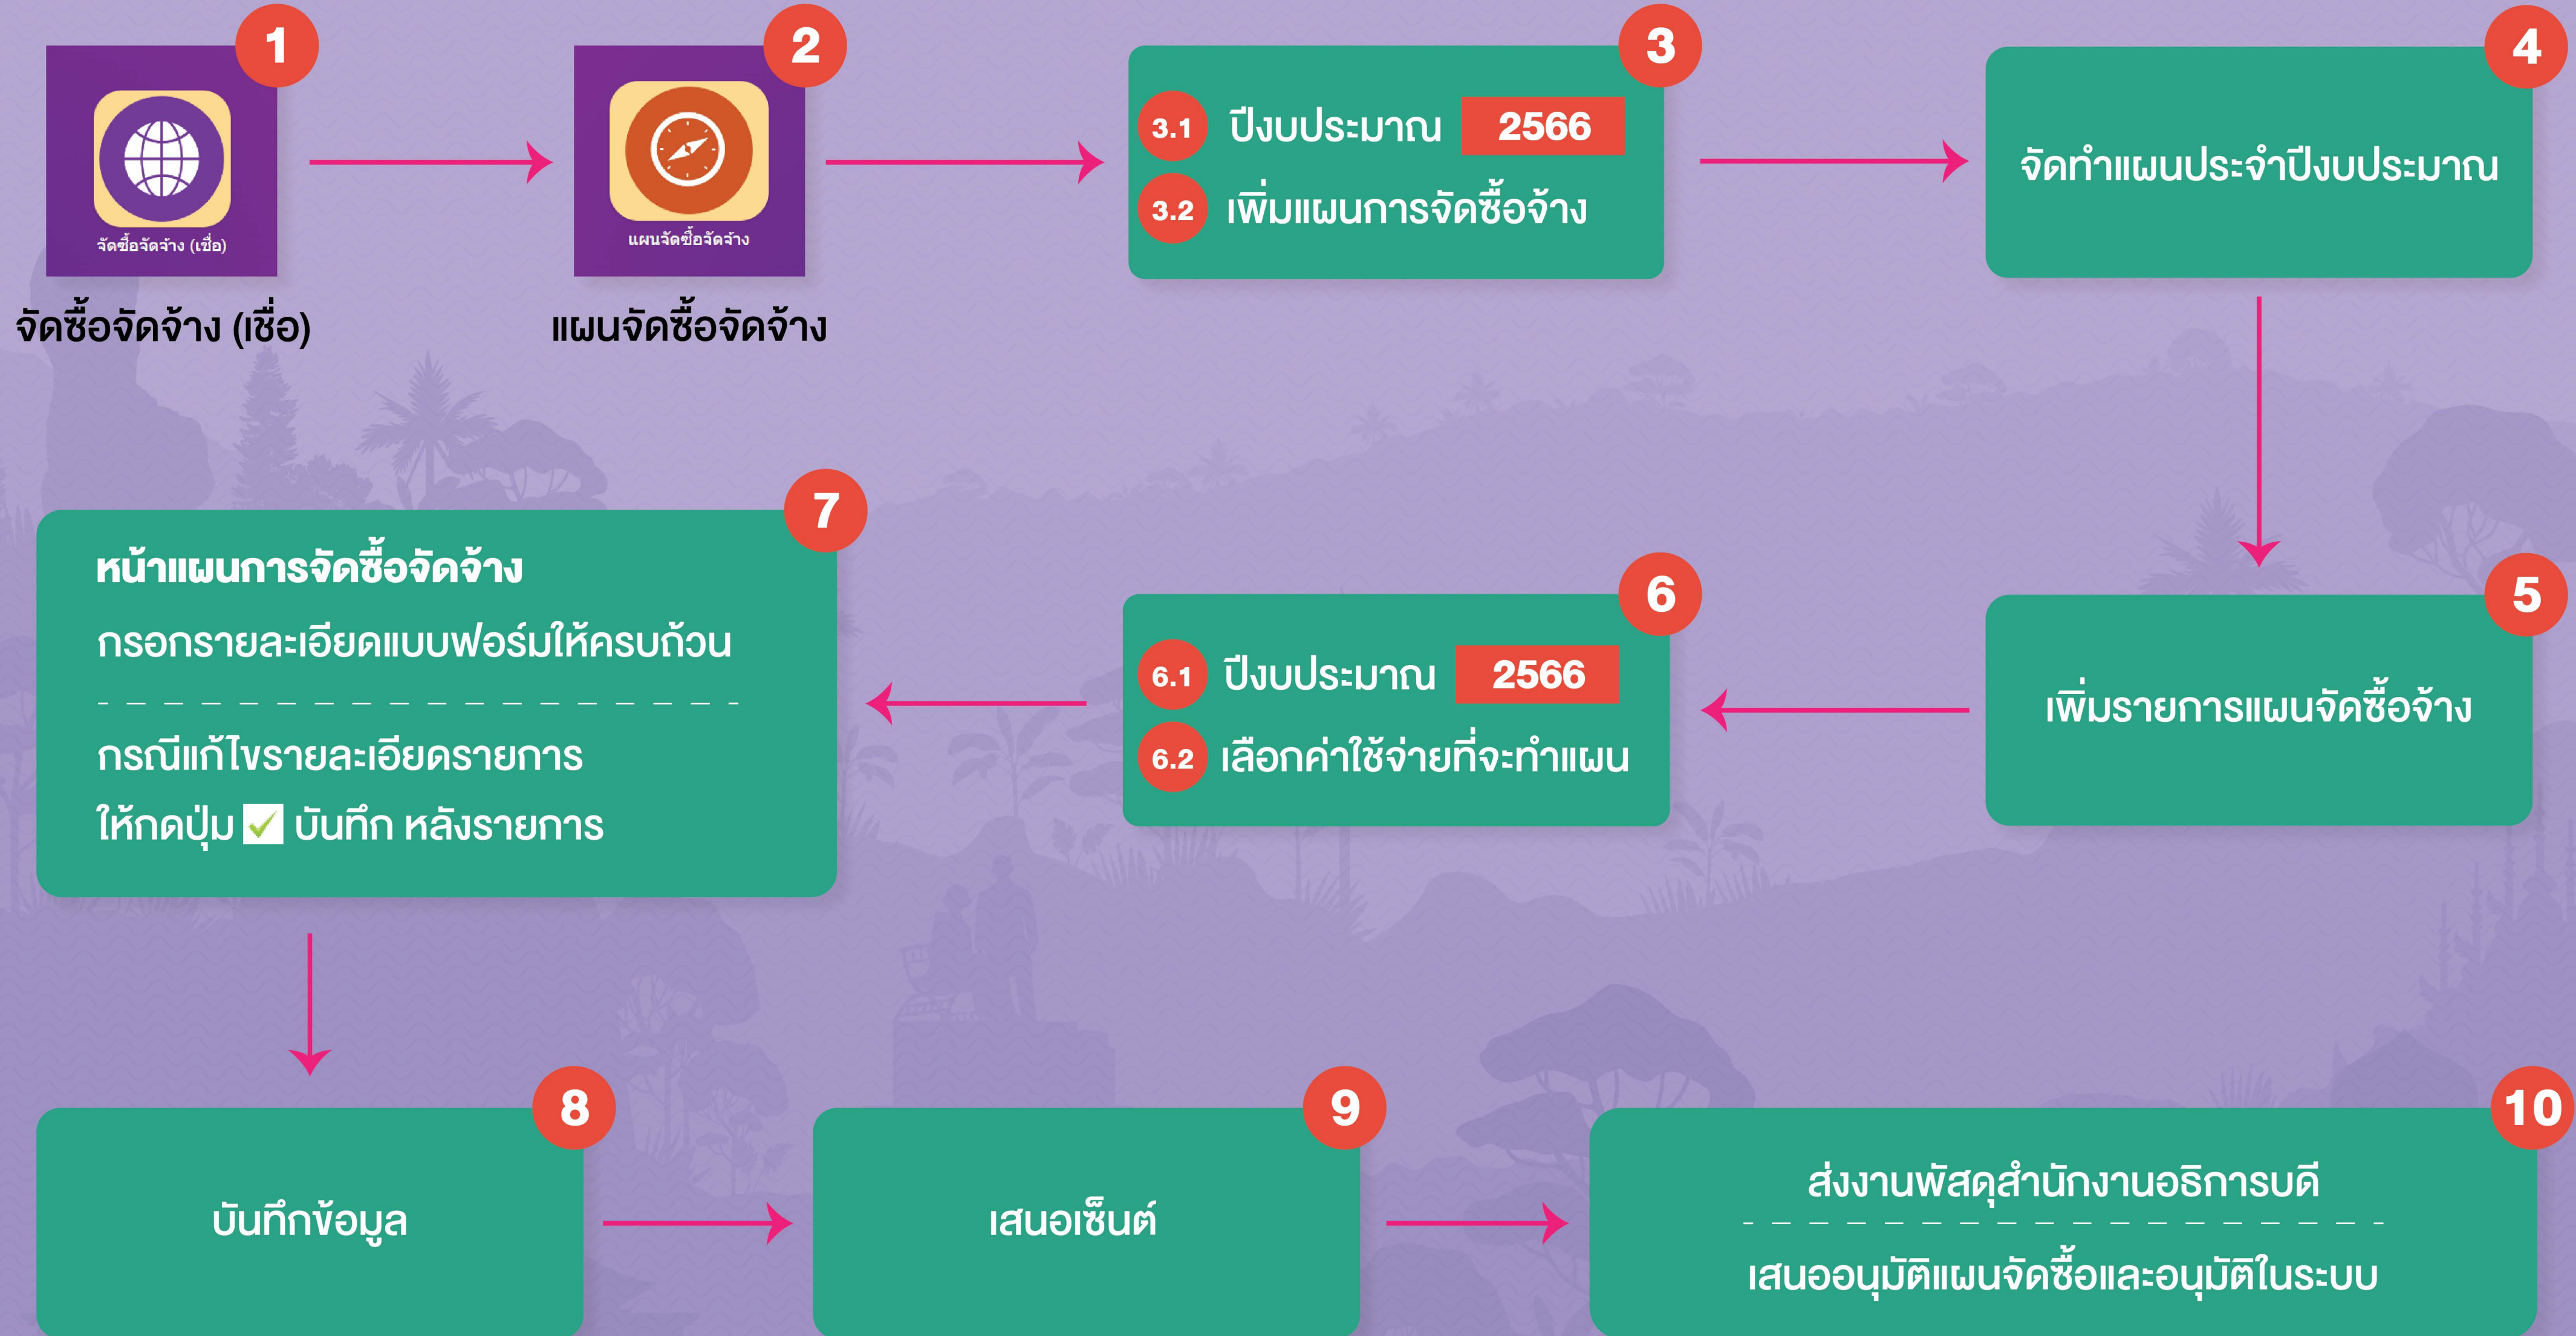 1
จัดซื้อจัดจ้าง (เชื่อ)
จัดซื้อจัดจ้าง (เชื่อ)
2
แผนจัดซื้อจัดจ้าง
แผนจัดซื้อจัดจ้าง
3
3.1 ปีงบประมาณ 2566
3.2 เพิ่มแผนการจัดซื้อจ้าง
4
จัดทำแผนประจำปีงบประมาณ
5
เพิ่มรายการแผนจัดซื้อจ้าง
6
6.1 ปีงบประมาณ 2566
6.2 เลือกค่าใช้จ่ายที่จะทำแผน
7
หน้าแผนการจัดซื้อจัดจ้าง
กรอกรายละเอียดแบบฟอร์มให้ครบถ้วน
กรณีแก้ไขรายละเอียดรายการ
ให้กดปุ่ม ✓ บันทึก หลังรายการ
8
บันทึกข้อมูล
9
เสนอเซ็นต์
10
ส่งงานพัสดุสำนักงานอธิการบดี
เสนออนุมัติแผนจัดซื้อและอนุมัติในระบบ